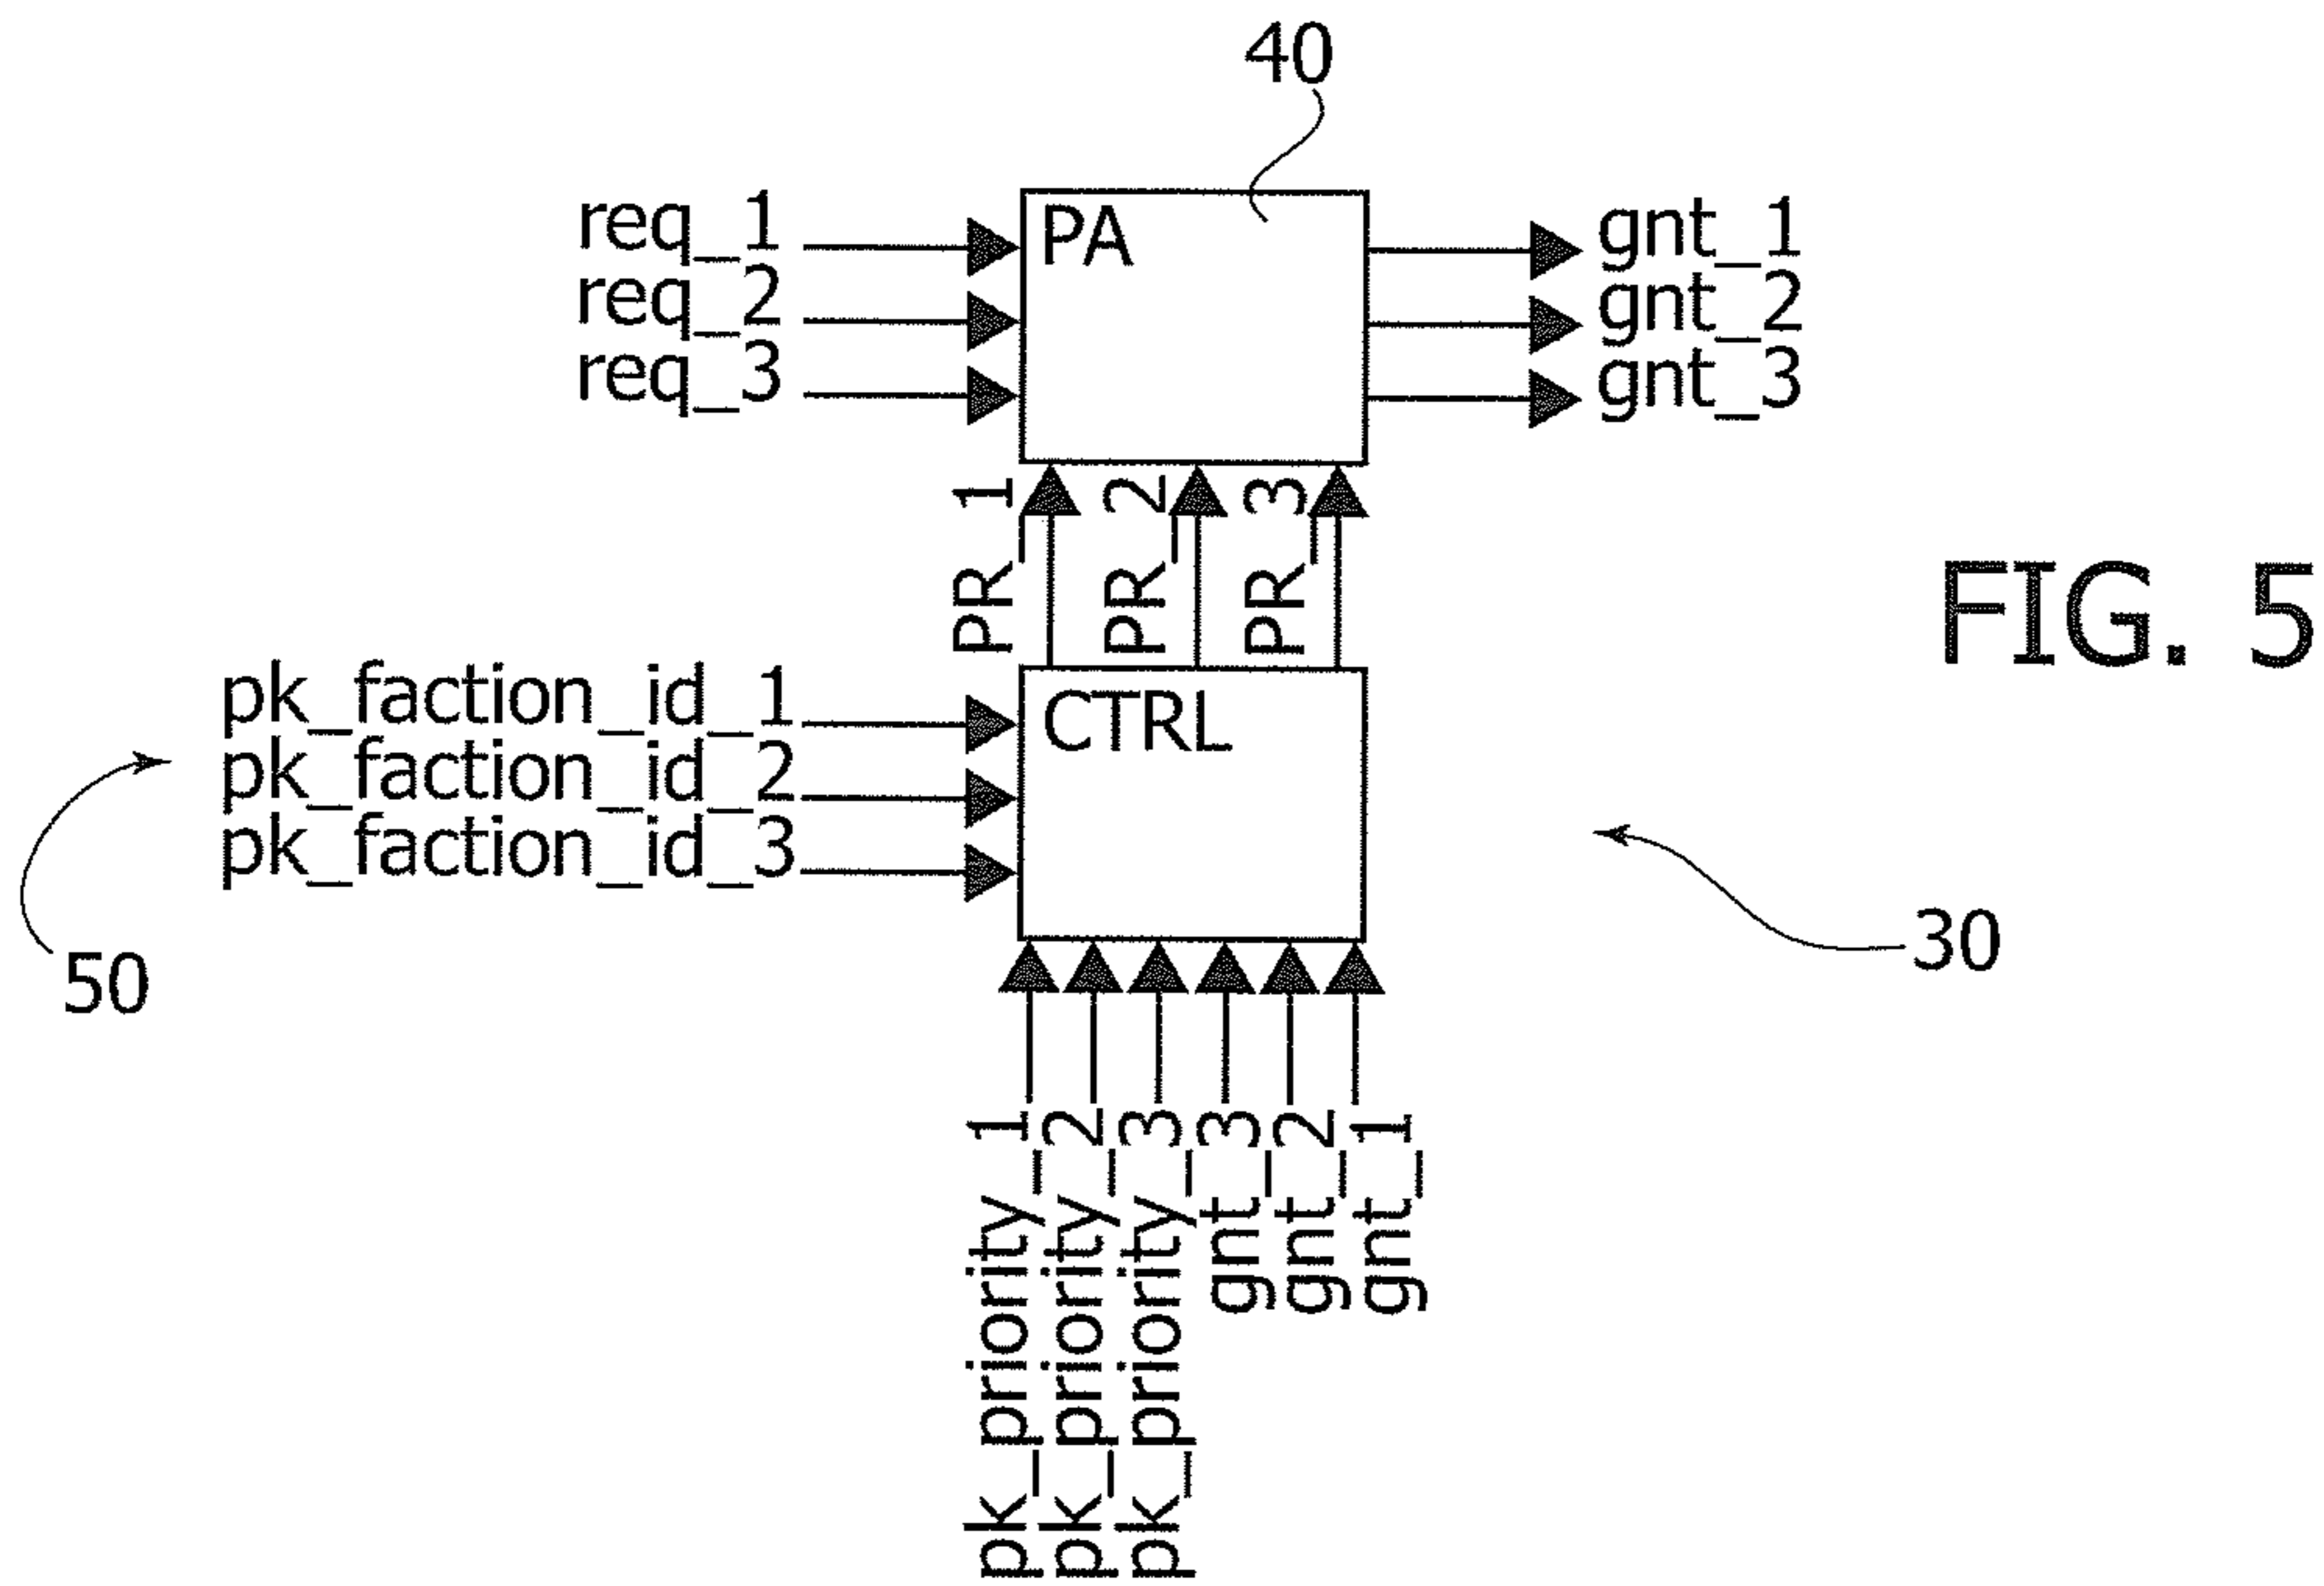 40
req_1
PA
gnt_1
req_2
gnt_2
req_3
gnt_3
PR_1
PR_2
PR_3
FIG. 5
pk_faction_id_1
CTRL
pk_faction_id_2
pk_faction_id_3
30
50
pk_priority_1
pk_priority_2
pk_priority_3
gnt_3
gnt_2
gnt_1